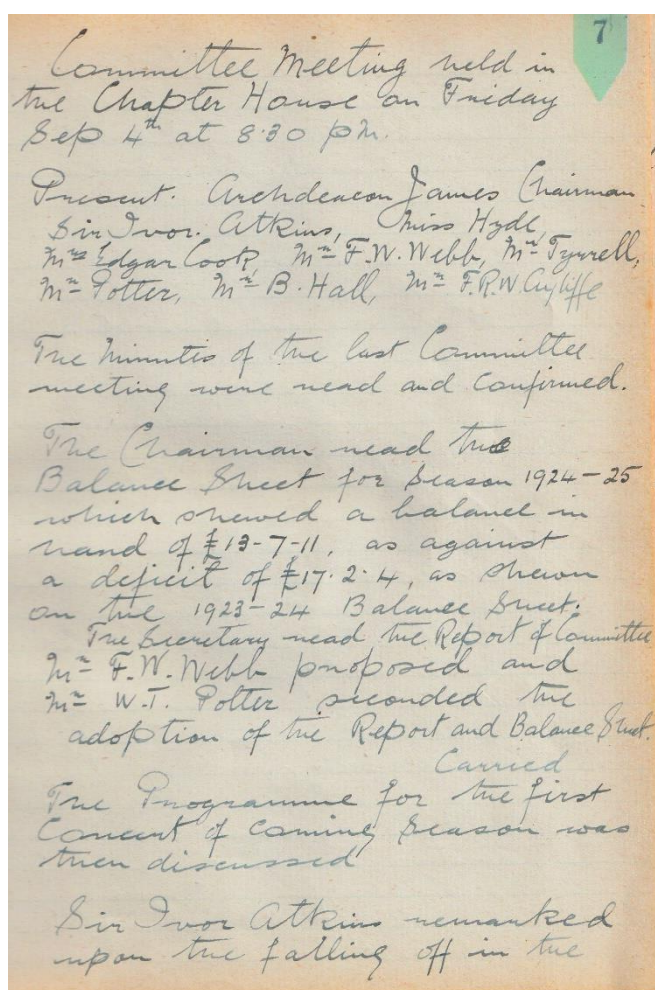 7
Committee Meeting held in
the Chapter House on Friday
Sep 4th at 8.30 pm.
Present. Archdeacon James Chairman
Sir Ivor. Atkins, Miss Hyde,
Mrs Edgar Cook, Mr F.W. Webb, Mr Tyrrell,
Mr Potter, Mr B. Hall, Mr F.R.W. Ayliffe
The Minutes of the last Committee
meeting were read and confirmed.
The Chairman read the
Balance Sheet for Season 1924-25
which shewed a balance in
hand of £13-7-11, as against
a deficit of £17.2.4, as shewn
on the 1923-24 Balance Sheet.
The Secretary read the Report of Committee
Mr F.W. Webb proposed and
Mr W.T. Potter seconded the
adoption of the Report and Balance Sheet.
Carried
The Programme for the first
Concert of coming Season was
then discussed
Sir Ivor Atkins remarked
upon the falling off in the